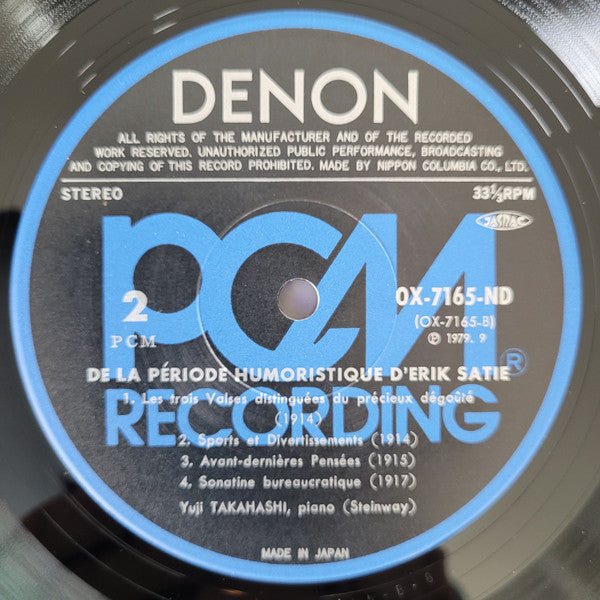 DENON
ALL RIGHTS OF THE MANUFACTURER AND OF THE RECORDED
WORK RESERVED. UNAUTHORIZED PUBLIC PERFORMANCE, BROADCASTING
AND COPYING OF THIS RECORD PROHIBITED. MADE BY NIPPON COLUMBIA CO., LTD.
STEREO 33⅓RPM
JASRAC
PCM
RECORDING®
2 OX-7165-ND
PCM (OX-7165-B)
Ⓟ 1979. 9
DE LA PÉRIODE HUMORISTIQUE D'ERIK SATIE
1. Les trois Valses distinguées du précieux dégoûté
(1914)
2. Sports et Divertissements (1914)
3. Avant-dernières Pensées (1915)
4. Sonatine bureaucratique (1917)
Yuji TAKAHASHI, piano (Steinway)
MADE IN JAPAN